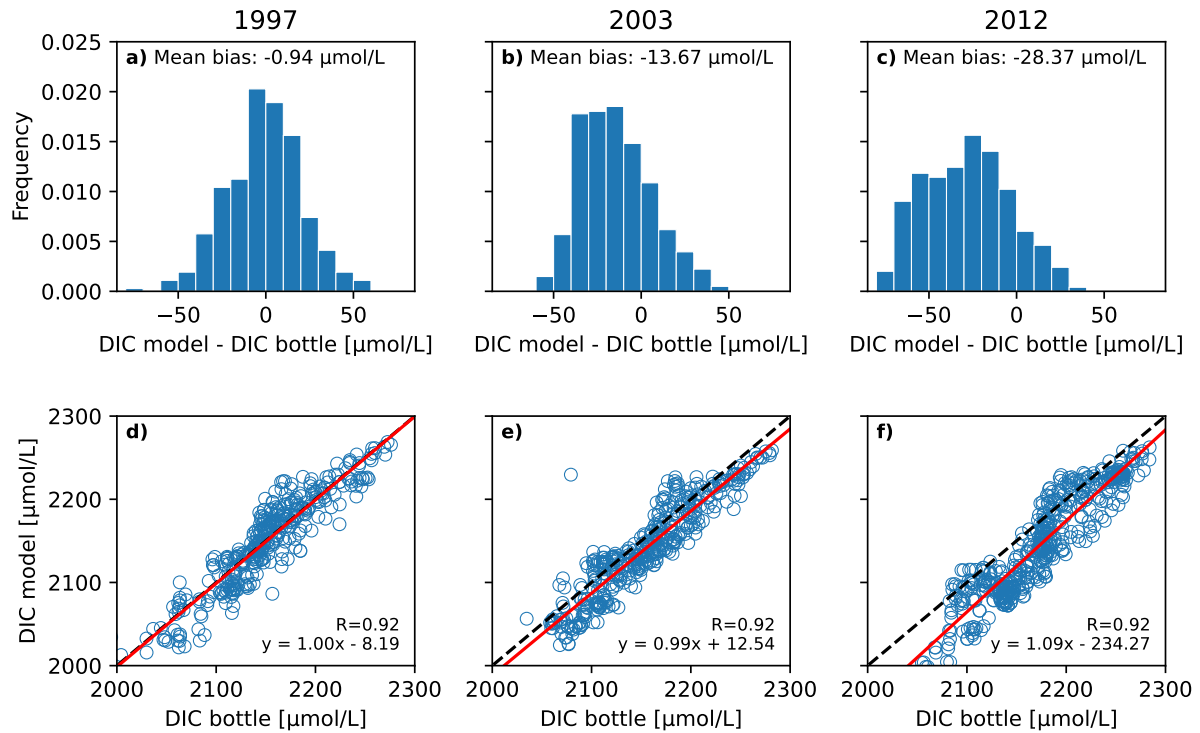 1997
2003
2012
a) Mean bias: -0.94 µmol/L
b) Mean bias: -13.67 µmol/L
c) Mean bias: -28.37 µmol/L
Frequency
0.025
0.020
0.015
0.010
0.005
0.000
−50 0 50
−50 0 50
−50 0 50
DIC model - DIC bottle [µmol/L]
DIC model - DIC bottle [µmol/L]
DIC model - DIC bottle [µmol/L]
DIC model [µmol/L]
2300
2200
2100
2000
d)
R=0.92
y = 1.00x - 8.19
e)
R=0.92
y = 0.99x + 12.54
f)
R=0.92
y = 1.09x - 234.27
2000 2100 2200 2300
2000 2100 2200 2300
2000 2100 2200 2300
DIC bottle [µmol/L]
DIC bottle [µmol/L]
DIC bottle [µmol/L]